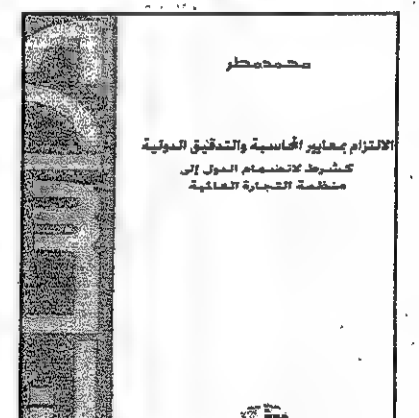 محمد مطر
الالتزام بمعايير المحاسبة والتدقيق الدولية
كشرط لانضمام الدول إلى
منظمة التجارة العالمية